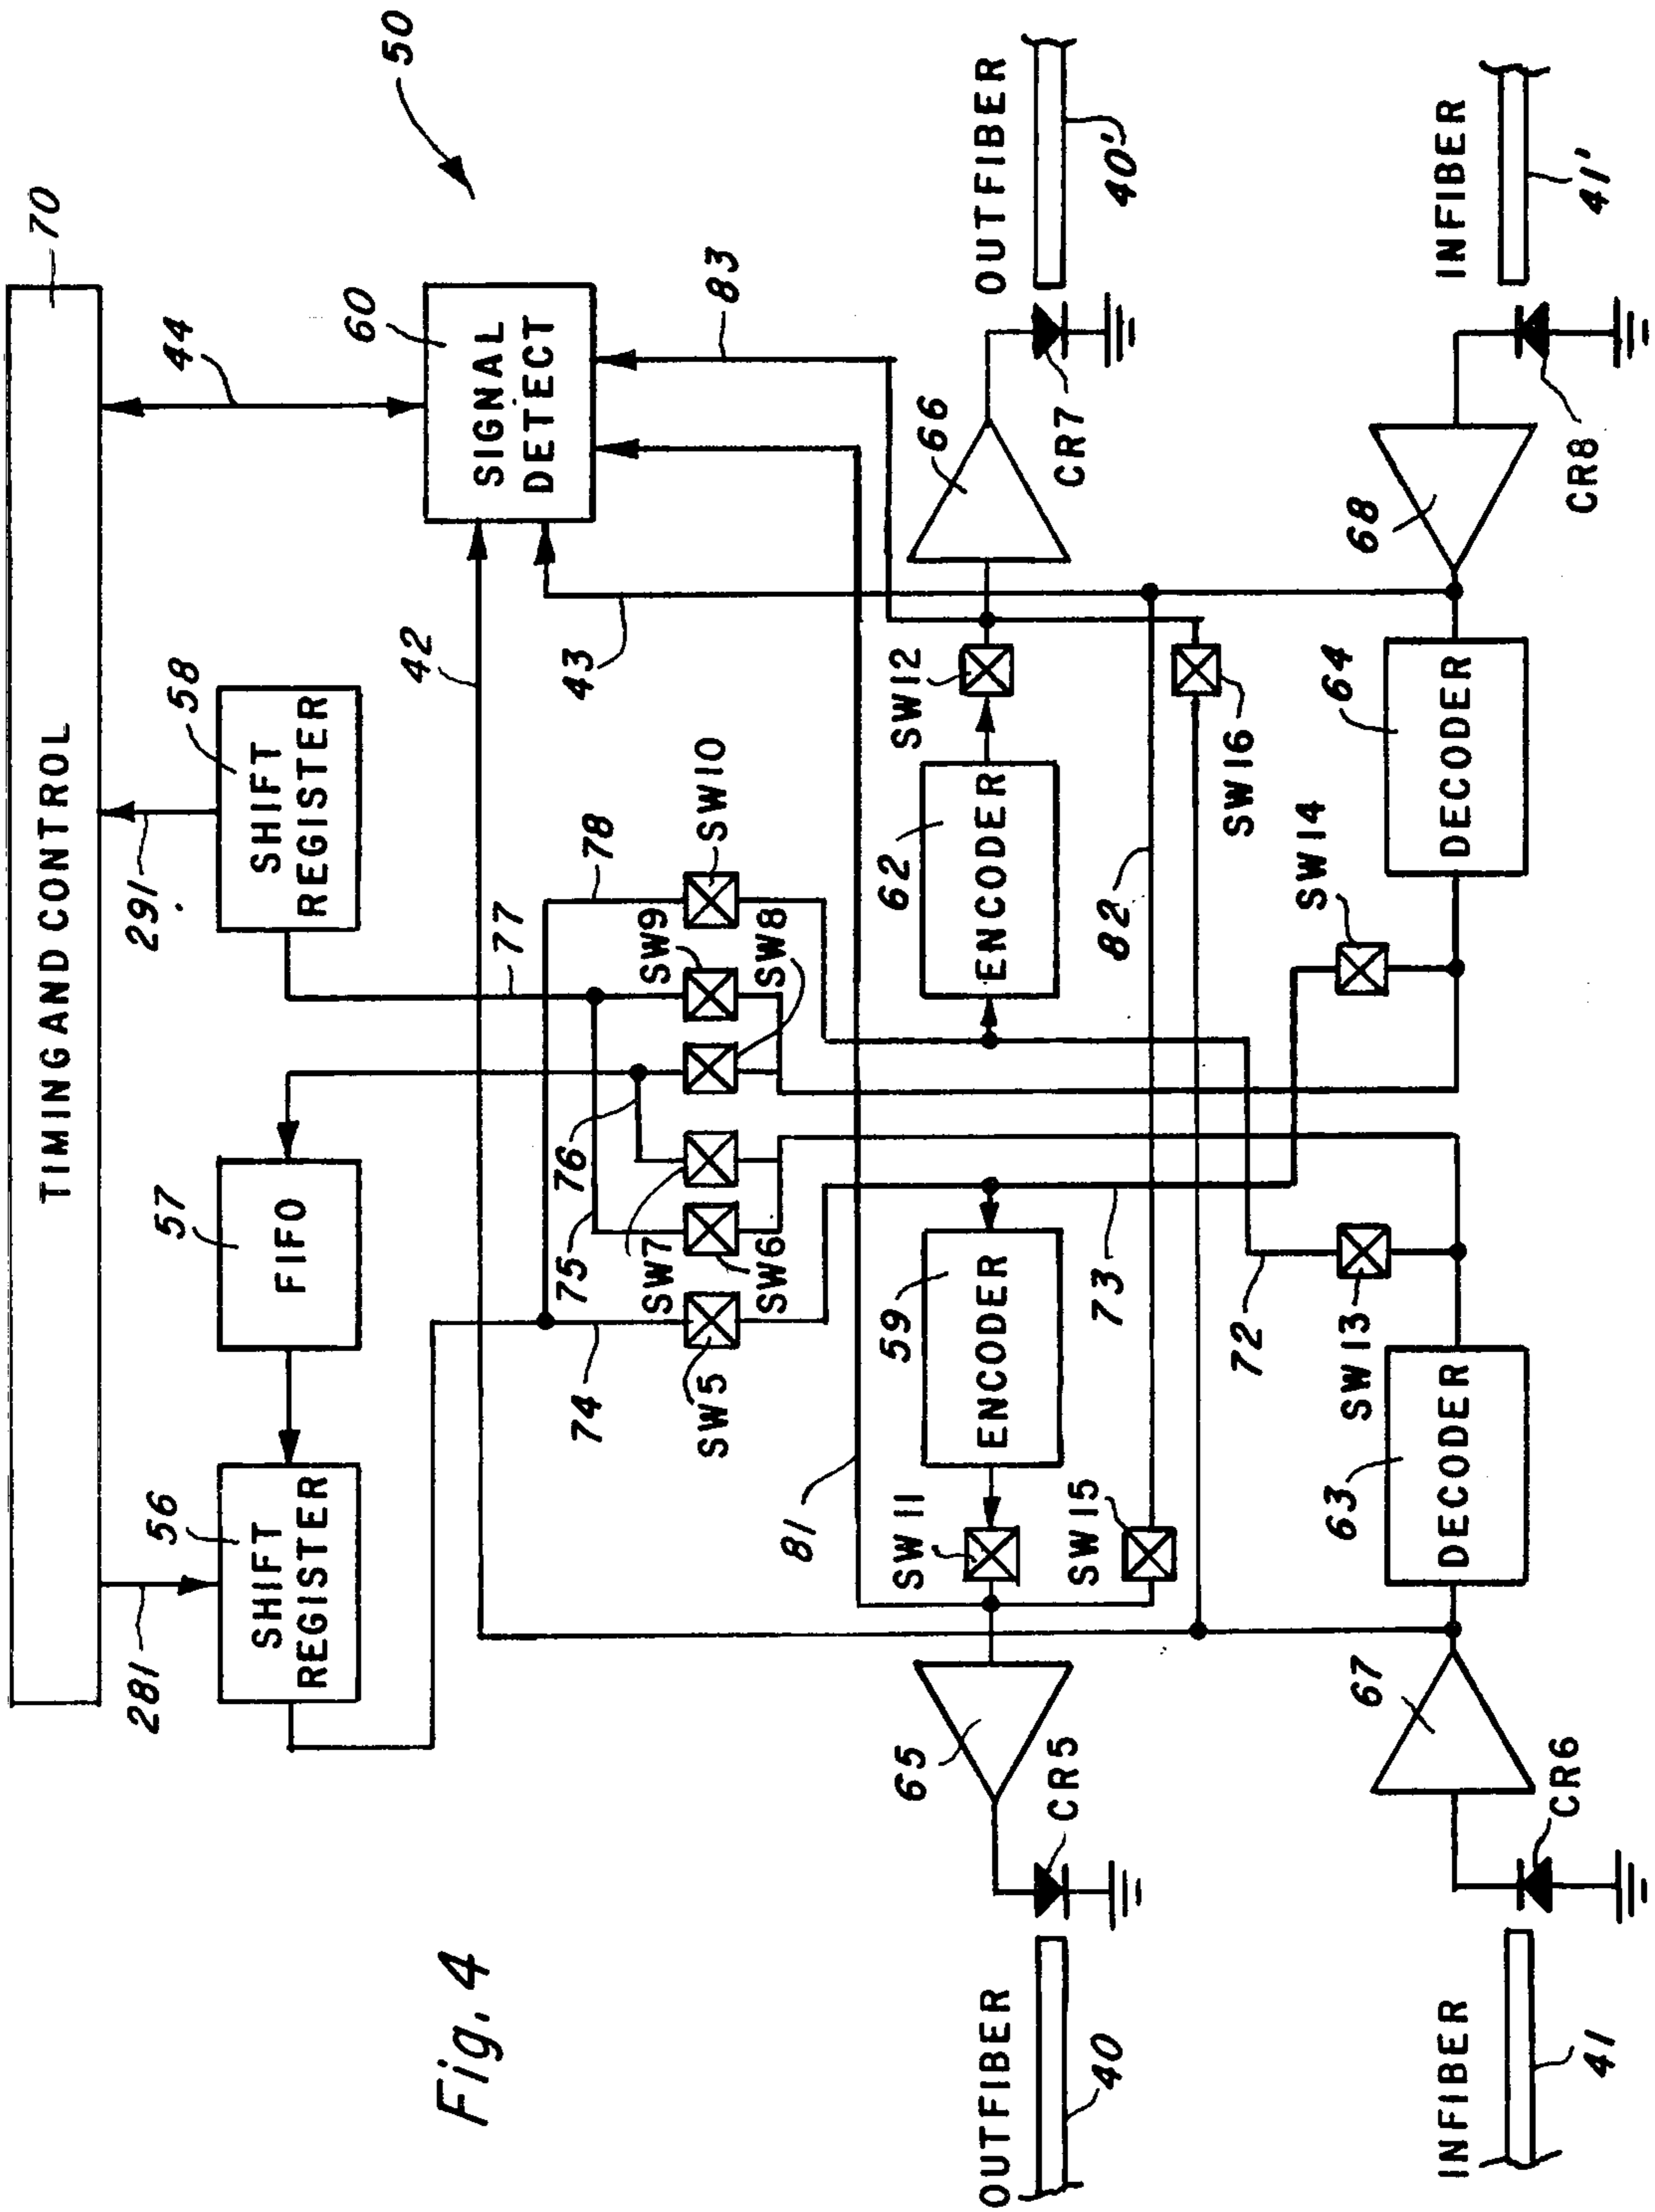 TIMING AND CONTROL
70
281
291
44
50
56
SHIFT
REGISTER
57
FIFO
58
SHIFT
REGISTER
60
SIGNAL
DETECT
42
43
83
74
75
76
77
78
SW5
SW6
SW7
SW8
SW9
SW10
81
59
ENCODER
SW11
62
ENCODER
SW12
65
66
CR5
CR7
OUTFIBER
40
OUTFIBER
40'
SW15
82
SW16
73
72
SW13
SW14
63
DECODER
64
DECODER
67
68
CR6
CR8
INFIBER
41
INFIBER
41'
Fig. 4